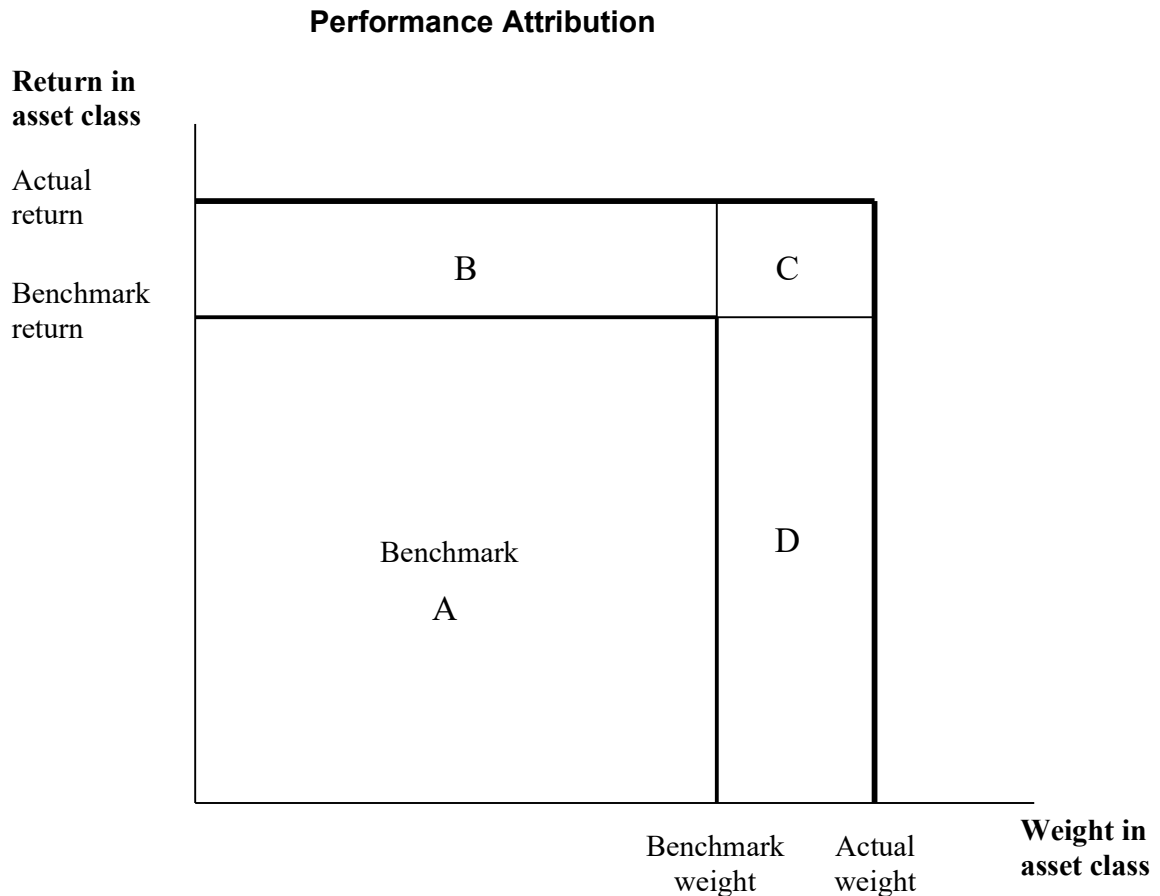 Performance Attribution
Return in
asset class
Actual
return
B
C
Benchmark
return
Benchmark
A
D
Benchmark
weight
Actual
weight
Weight in
asset class